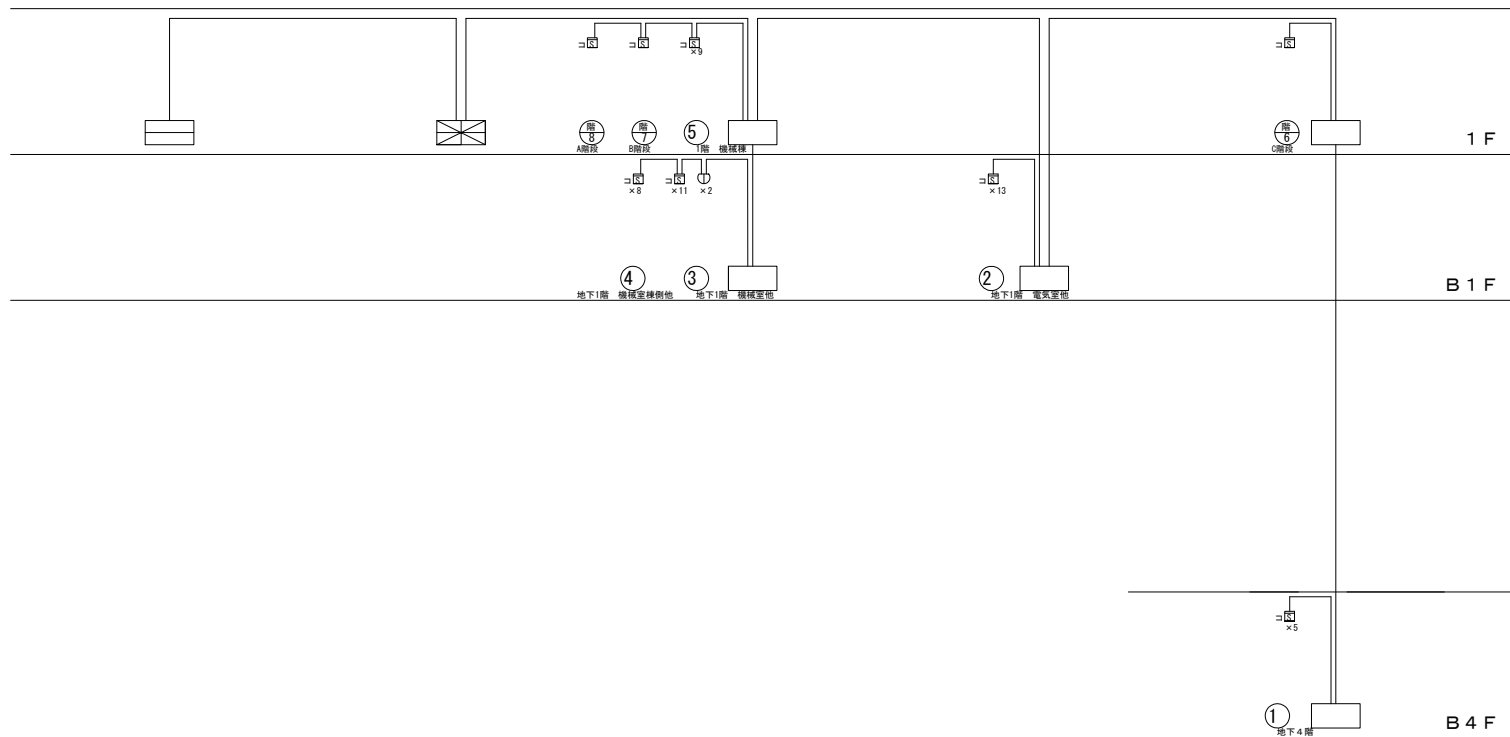 コ S
コ S
コ S
×9
コ S
階 8
A階段
階 7
B階段
5
1階 機械棟
階 6
C階段
1F
コ S
×8
コ S
×11
×2
コ S
×13
4
地下1階 機械室棟側他
3
地下1階 機械室他
2
地下1階 電気室他
B1F
コ S
×5
1
地下4階
B4F